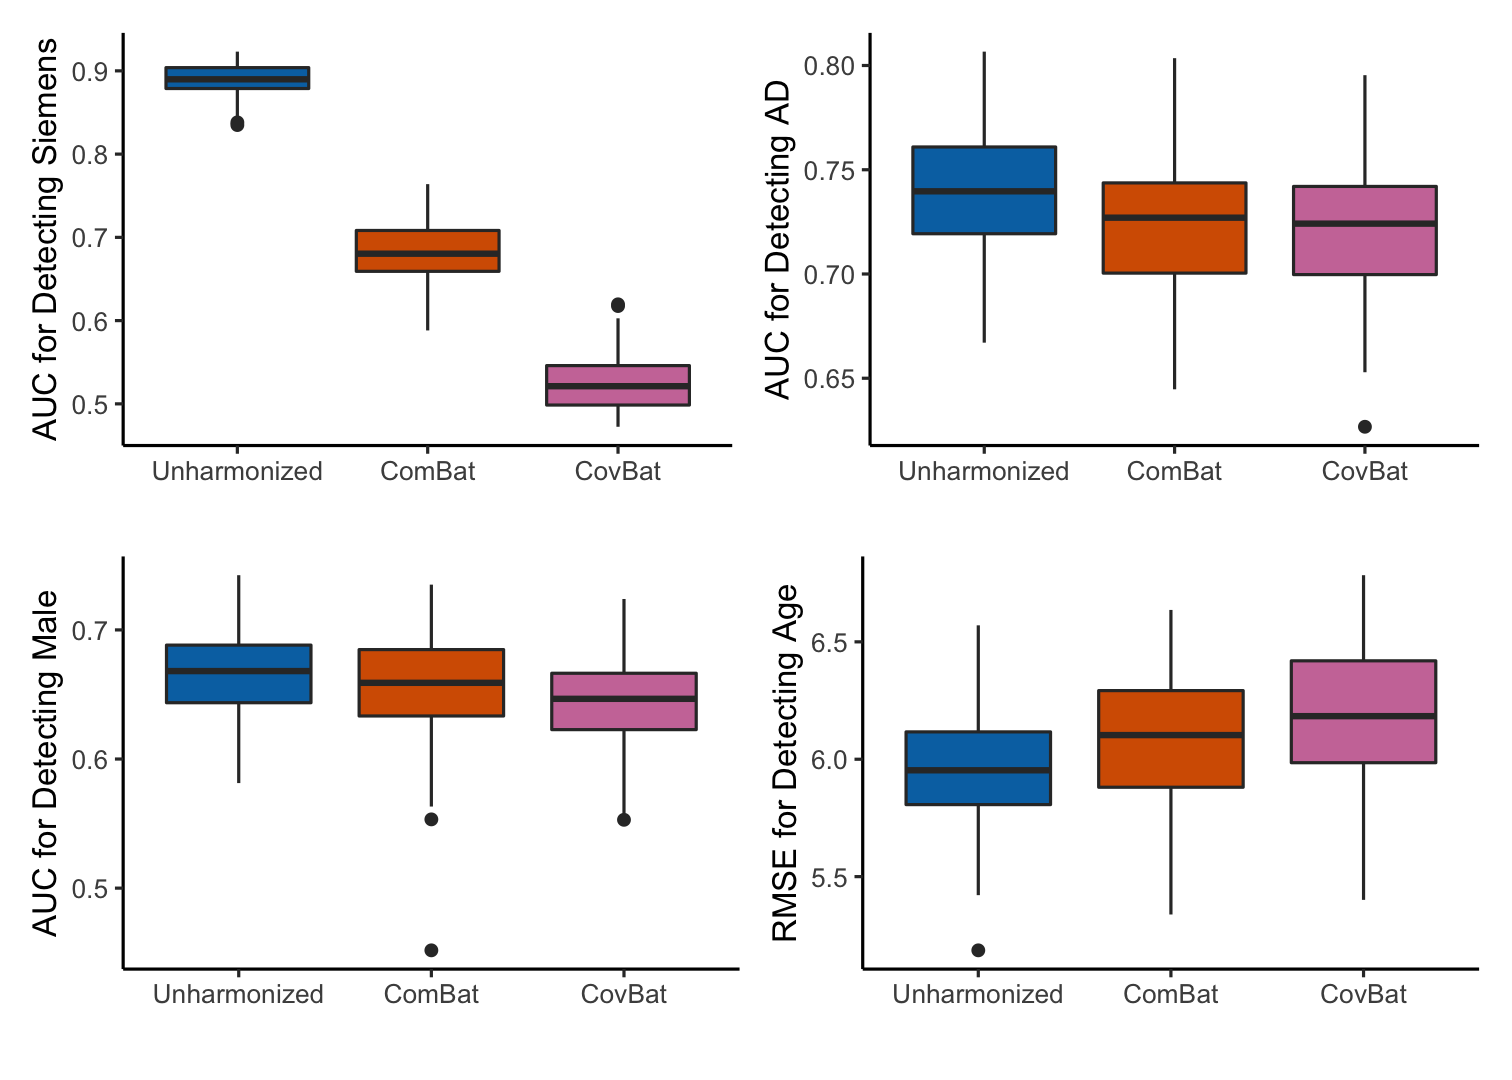 AUC for Detecting Siemens
0.9
0.8
0.7
0.6
0.5
Unharmonized ComBat CovBat
AUC for Detecting AD
0.80
0.75
0.70
0.65
Unharmonized ComBat CovBat
AUC for Detecting Male
0.7
0.6
0.5
Unharmonized ComBat CovBat
RMSE for Detecting Age
6.5
6.0
5.5
Unharmonized ComBat CovBat